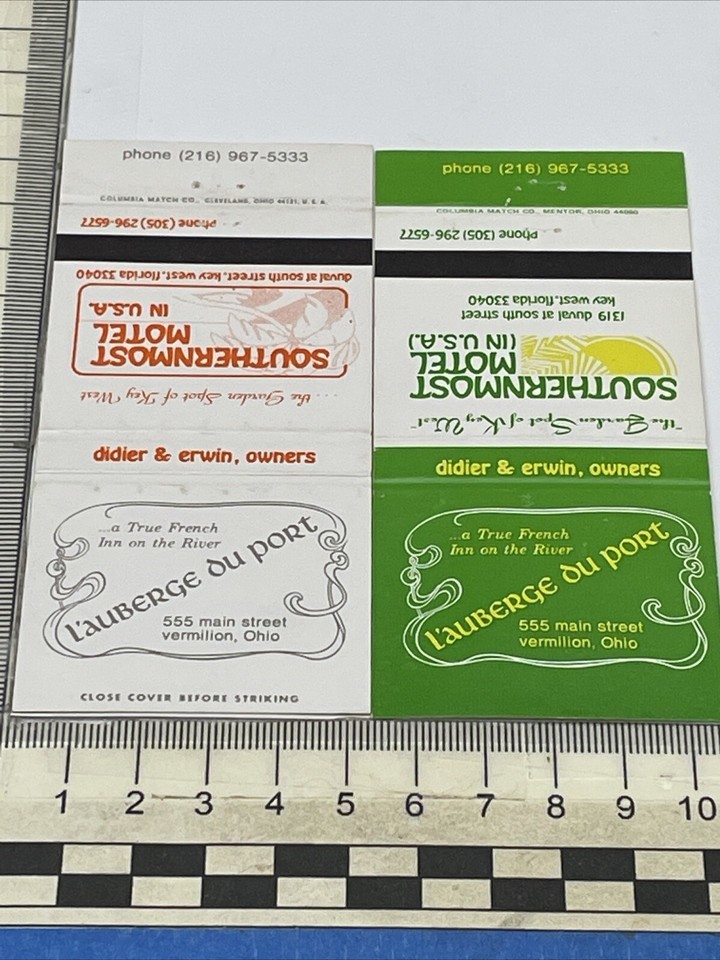 phone (216) 967-5333
COLUMBIA MATCH CO., CLEVELAND, OHIO 44121, U. S. A.
phone (305) 296-6577
duval at south street, key west, florida 33040
IN U.S.A.
MOTEL
SOUTHERNMOST
. . . the Garden Spot of Key West
didier & erwin, owners
...a True French
Inn on the River
L'AUBERGE DU PORT
555 main street
vermilion, Ohio
CLOSE COVER BEFORE STRIKING
phone (216) 967-5333
COLUMBIA MATCH CO., MENTOR, OHIO 44060
phone (305) 296-6577
key west, florida 33040
1319 duval at south street
(IN U.S.A.)
MOTEL
SOUTHERNMOST
"the Garden Spot of Key West"
didier & erwin, owners
...a True French
Inn on the River
L'AUBERGE DU PORT
555 main street
vermilion, Ohio
1 2 3 4 5 6 7 8 9 10